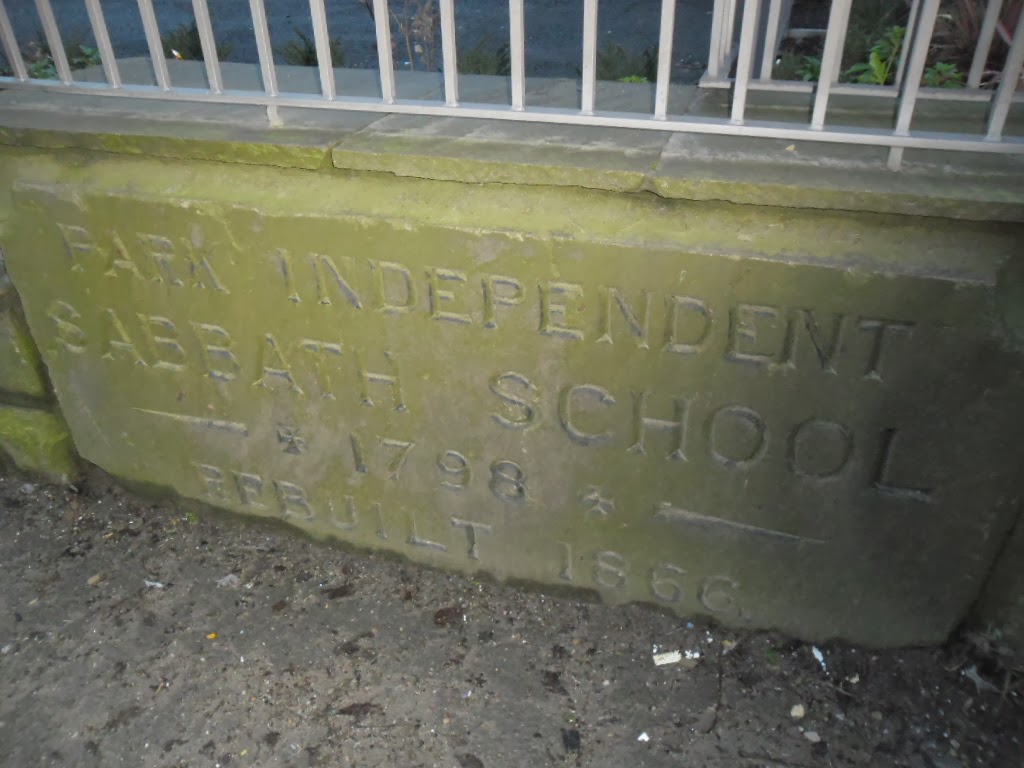 PARK INDEPENDENT
SABBATH SCHOOL
1798
REBUILT 1866